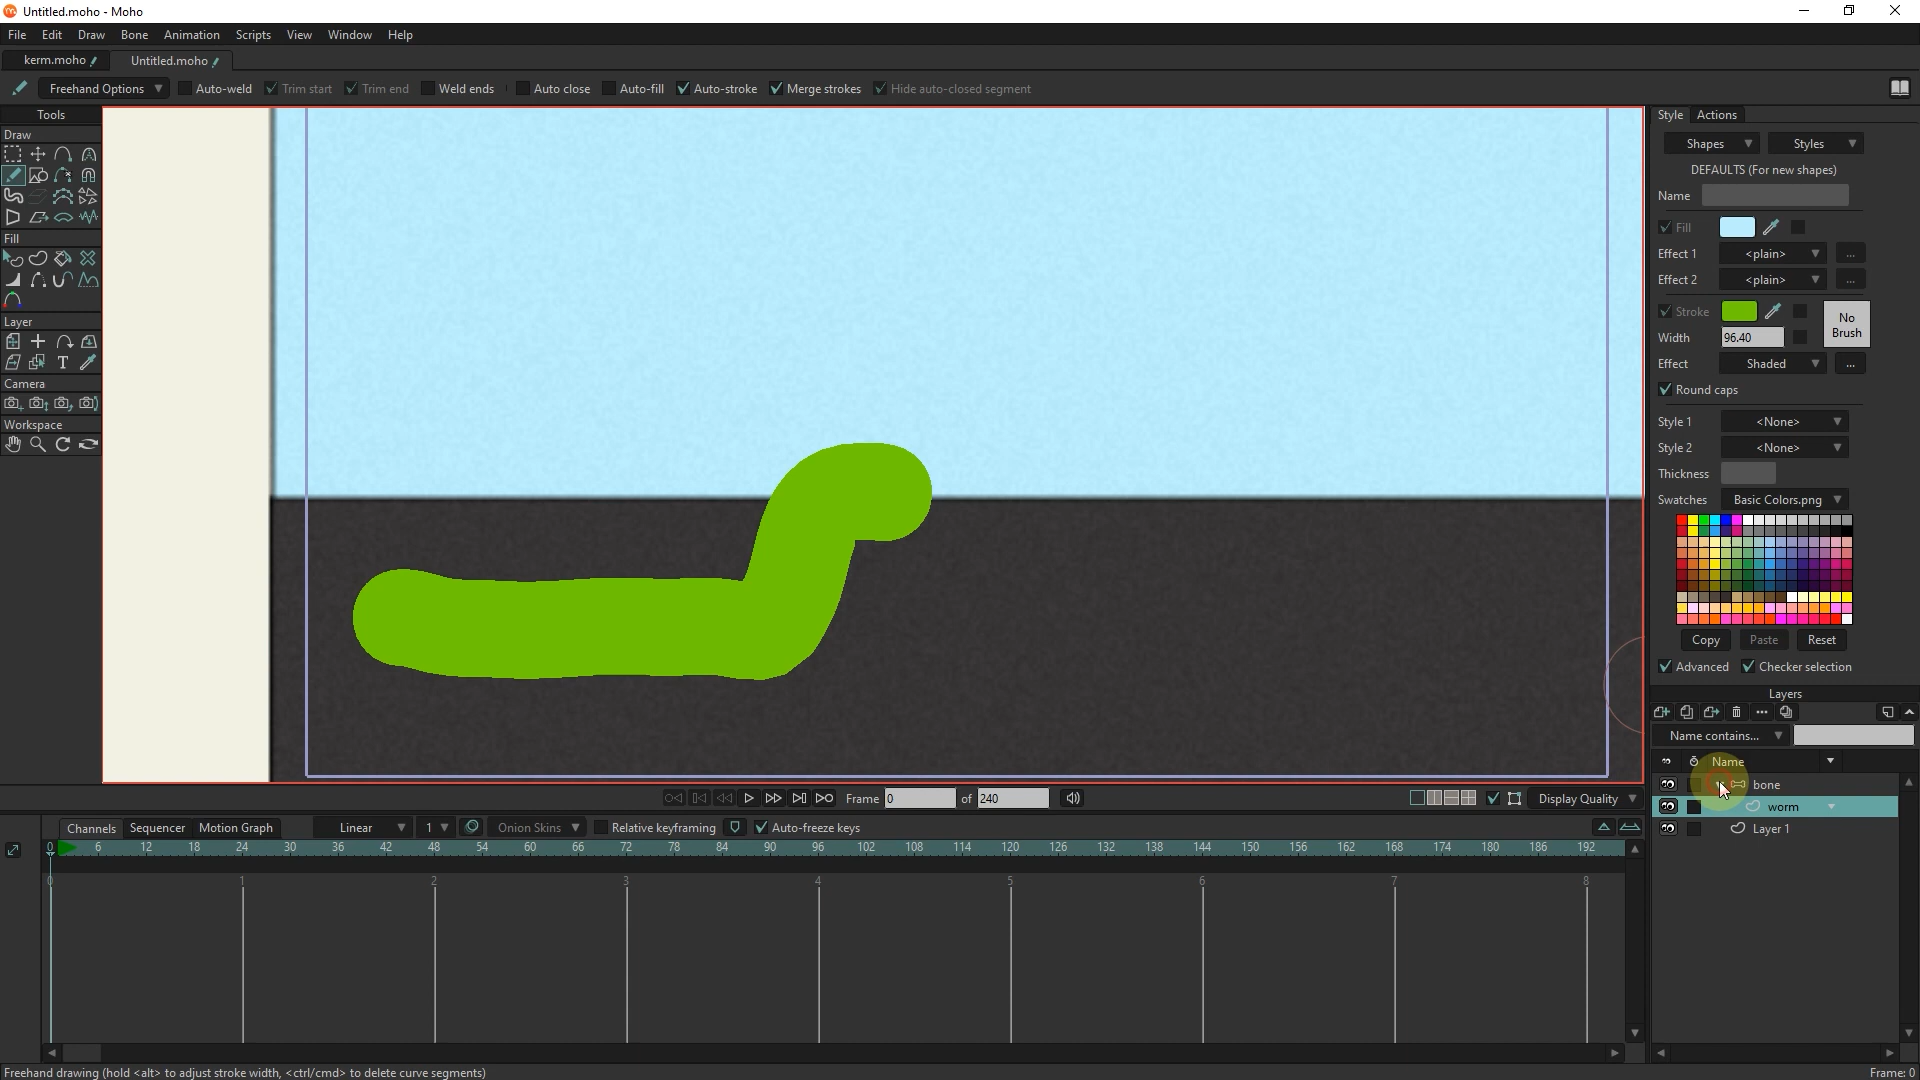 Untitled.moho - Moho
File Edit Draw Bone Animation Scripts View Window Help
kerm.moho Untitled.moho
Freehand Options Auto-weld Trim start Trim end Weld ends Auto close Auto-fill Auto-stroke Merge strokes Hide auto-closed segment
Tools
Draw
Fill
Layer
Camera
Workspace
Style Actions
Shapes Styles
DEFAULTS (For new shapes)
Name
Fill
Effect 1 <plain> ...
Effect 2 <plain> ...
Stroke
No
Brush
Width 96.40
Effect Shaded ...
Round caps
Style 1 <None>
Style 2 <None>
Thickness
Swatches Basic Colors.png
Copy Paste Reset
Advanced Checker selection
Layers
Name contains...
Name
bone
worm
Layer 1
Frame 0 of 240 Display Quality
Channels Sequencer Motion Graph Linear 1 Onion Skins Relative keyframing Auto-freeze keys
0 6 12 18 24 30 36 42 48 54 60 66 72 78 84 90 96 102 108 114 120 126 132 138 144 150 156 162 168 174 180 186 192
0 1 2 3 4 5 6 7 8
Freehand drawing (hold <alt> to adjust stroke width, <ctrl/cmd> to delete curve segments) Frame: 0